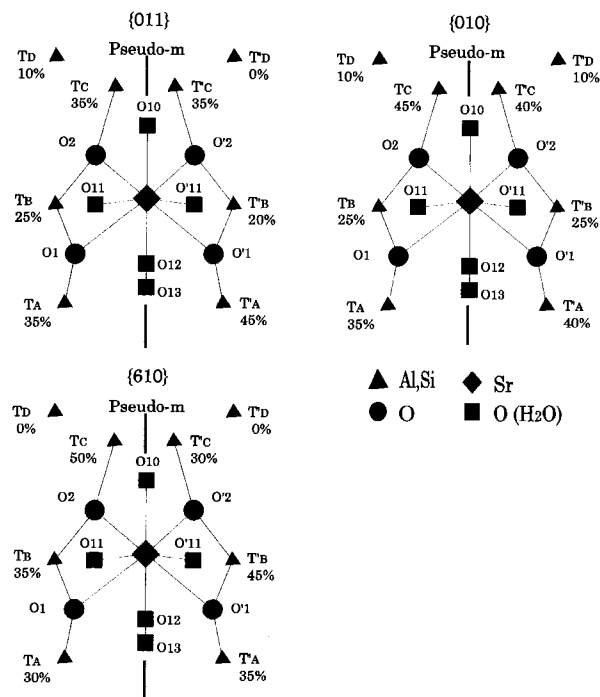 {011}
Pseudo-m
TD
10%
T'D
0%
TC
35%
T'C
35%
O10
O2
O'2
O11
O'11
TB
25%
T'B
20%
O1
O'1
O12
O13
TA
35%
T'A
45%
{010}
Pseudo-m
TD
10%
T'D
10%
TC
45%
T'C
40%
O10
O2
O'2
O11
O'11
TB
25%
T'B
25%
O1
O'1
O12
O13
TA
35%
T'A
40%
{610}
Pseudo-m
TD
0%
T'D
0%
TC
50%
T'C
30%
O10
O2
O'2
O11
O'11
TB
35%
T'B
45%
O1
O'1
O12
O13
TA
30%
T'A
35%
Al,Si
Sr
O
O (H2O)